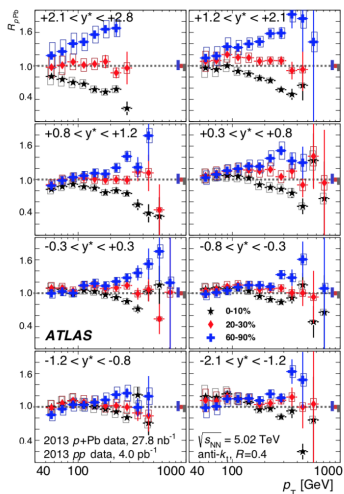 R_pPb
+2.1 < y* < +2.8
+1.2 < y* < +2.1
1.6
1.0
0.4
+0.8 < y* < +1.2
+0.3 < y* < +0.8
1.6
1.0
0.4
-0.3 < y* < +0.3
-0.8 < y* < -0.3
1.6
1.0
0.4
ATLAS
0-10%
20-30%
60-90%
-1.2 < y* < -0.8
-2.1 < y* < -1.2
1.6
1.0
0.4
2013 p+Pb data, 27.8 nb⁻¹
2013 pp data, 4.0 pb⁻¹
√s_NN = 5.02 TeV
anti-k_t, R=0.4
40 100 1000 40 100 1000
p_T [GeV]